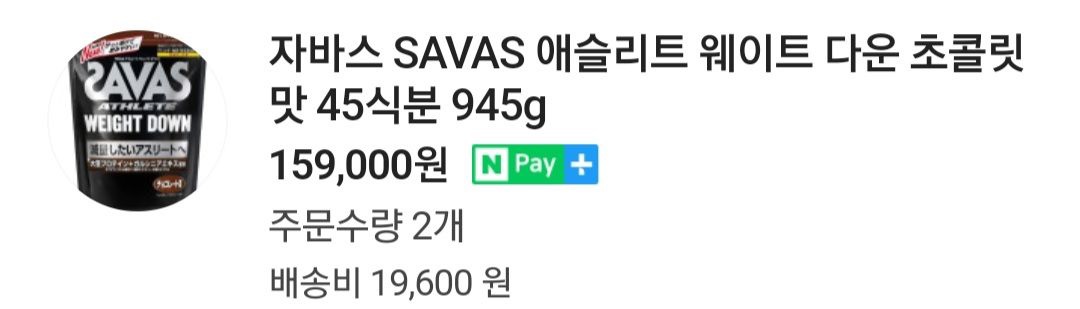 자바스 SAVAS 애슬리트 웨이트 다운 초콜릿
맛 45식분 945g
159,000원 N Pay +
주문수량 2개
배송비 19,600 원
SAVAS
ATHLETE
WEIGHT DOWN
減量したいアスリートへ
大豆プロテイン+ガルシニアエキス
チョコレート味